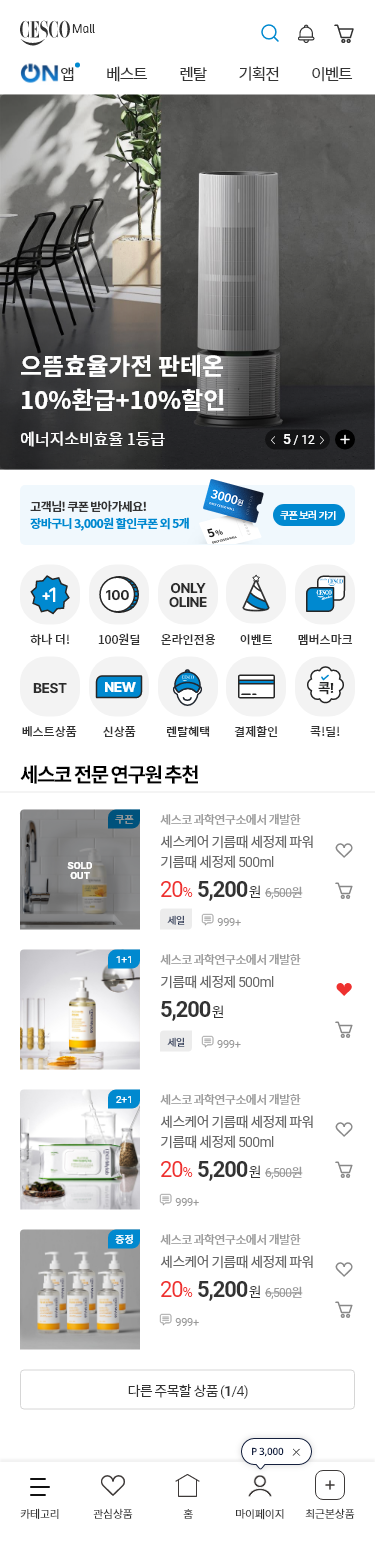 CESCO Mall
ON앱 베스트 렌탈 기획전 이벤트
으뜸효율가전 판테온
10%환급+10%할인
에너지소비효율 1등급
5 / 12
고객님! 쿠폰 받아가세요!
장바구니 3,000원 할인쿠폰 외 5개
3000원
5%
쿠폰 보러 가기
+1
100
ONLY
OLINE
CESCO
하나 더! 100원딜 온라인전용 이벤트 멤버스마크
BEST
NEW
콕!
베스트상품 신상품 렌탈혜택 결제할인 콕!딜!
세스코 전문 연구원 추천
쿠폰
SOLD
OUT
세스코 과학연구소에서 개발한
세스케어 기름때 세정제 파워
기름때 세정제 500ml
20% 5,200원 6,500원
세일 999+
1+1
세스코 과학연구소에서 개발한
기름때 세정제 500ml
5,200원
세일 999+
2+1
세스코 과학연구소에서 개발한
세스케어 기름때 세정제 파워
기름때 세정제 500ml
20% 5,200원 6,500원
999+
증정
세스코 과학연구소에서 개발한
세스케어 기름때 세정제 파워
20% 5,200원 6,500원
999+
다른 주목할 상품 (1/4)
P 3,000
카테고리 관심상품 홈 마이페이지 최근본상품